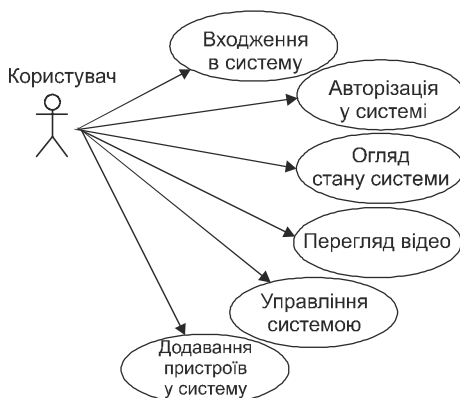 Користувач
Входження
в систему
Авторізація
у системі
Огляд
стану системи
Перегляд відео
Управління
системою
Додавання
пристроїв
у систему